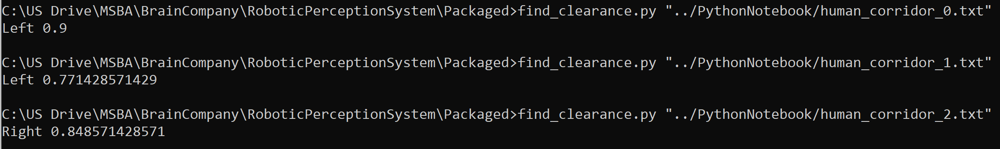 C:\US Drive\MSBA\BrainCompany\RoboticPerceptionSystem\Packaged>find_clearance.py "../PythonNotebook/human_corridor_0.txt"
Left 0.9
C:\US Drive\MSBA\BrainCompany\RoboticPerceptionSystem\Packaged>find_clearance.py "../PythonNotebook/human_corridor_1.txt"
Left 0.771428571429
C:\US Drive\MSBA\BrainCompany\RoboticPerceptionSystem\Packaged>find_clearance.py "../PythonNotebook/human_corridor_2.txt"
Right 0.848571428571